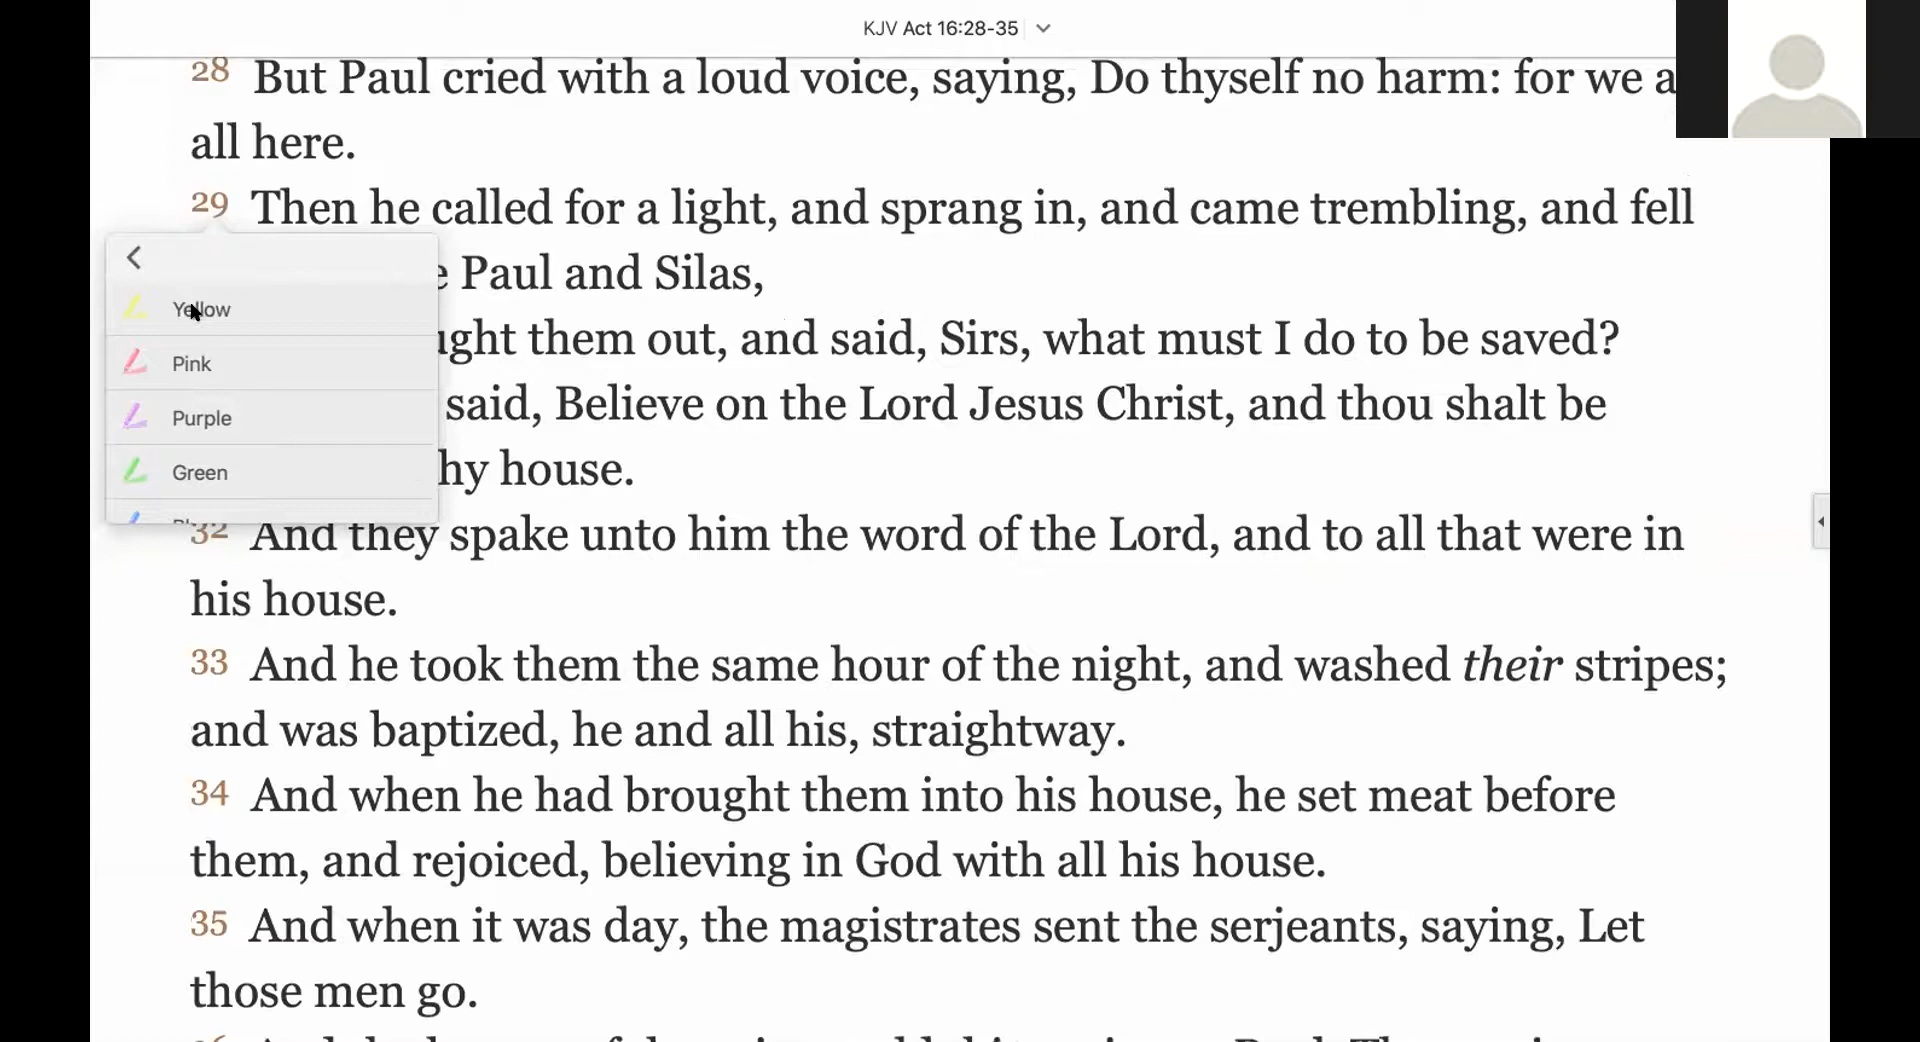 KJV Act 16:28-35
28 But Paul cried with a loud voice, saying, Do thyself no harm: for we a
all here.
29 Then he called for a light, and sprang in, and came trembling, and fell
Paul and Silas,
Yellow
them out, and said, Sirs, what must I do to be saved?
Pink
said, Believe on the Lord Jesus Christ, and thou shalt be
Purple
house.
Green
32 And they spake unto him the word of the Lord, and to all that were in
his house.
33 And he took them the same hour of the night, and washed their stripes;
and was baptized, he and all his, straightway.
34 And when he had brought them into his house, he set meat before
them, and rejoiced, believing in God with all his house.
35 And when it was day, the magistrates sent the serjeants, saying, Let
those men go.